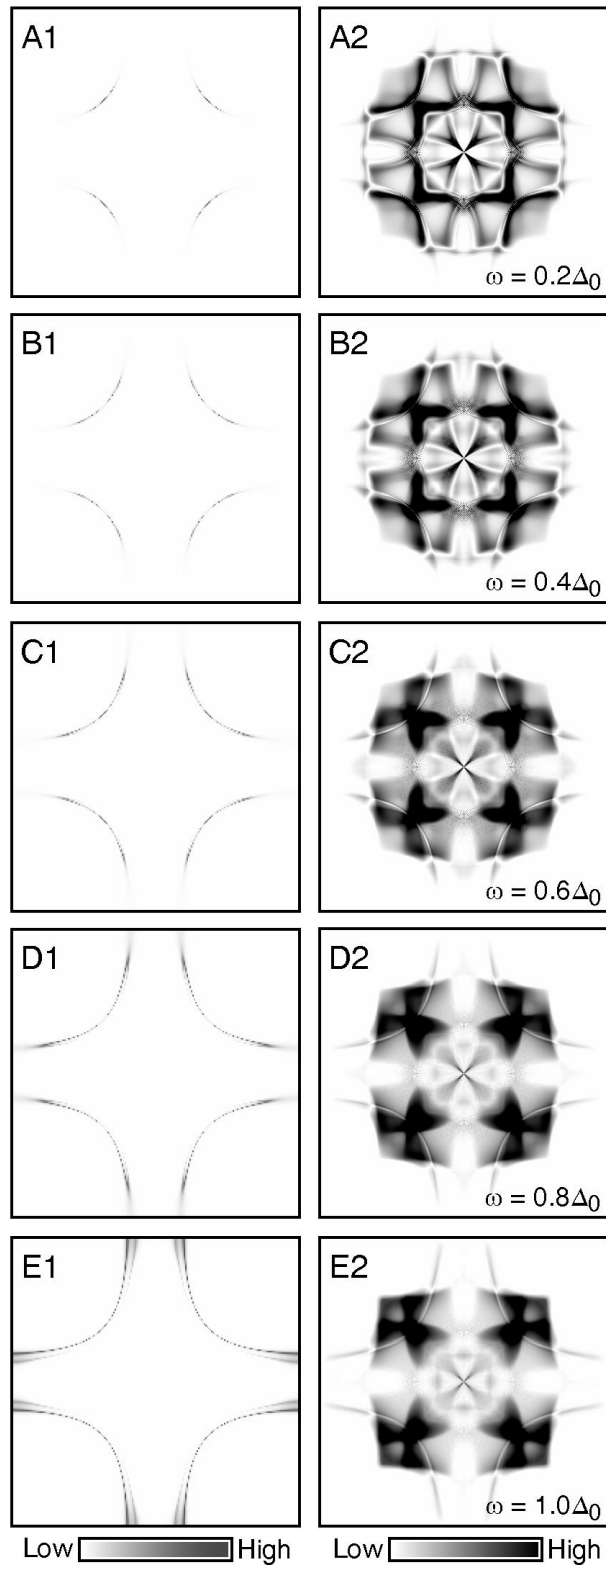 A1 A2
ω = 0.2Δ0
B1 B2
ω = 0.4Δ0
C1 C2
ω = 0.6Δ0
D1 D2
ω = 0.8Δ0
E1 E2
ω = 1.0Δ0
Low High Low High